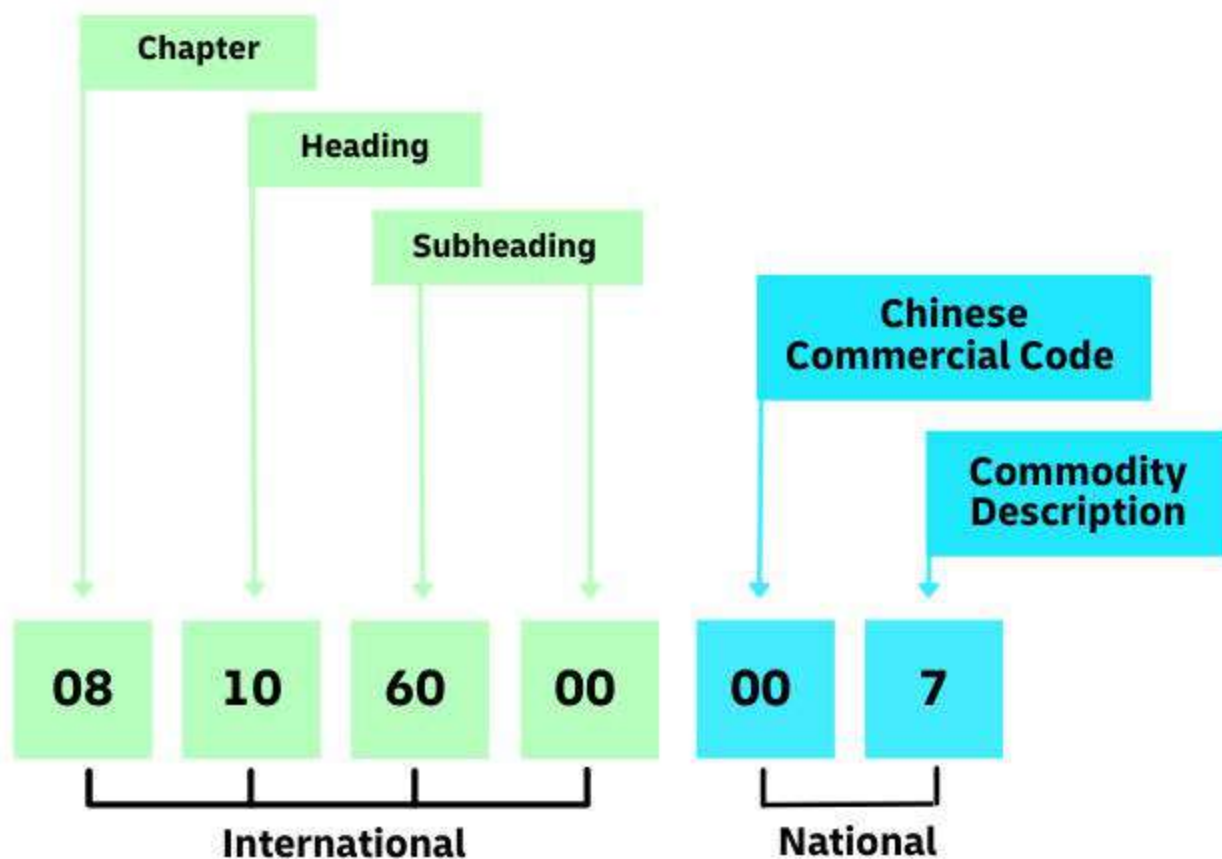 Chapter
Heading
Subheading
Chinese
Commercial Code
Commodity
Description
08 10 60 00 00 7
International National